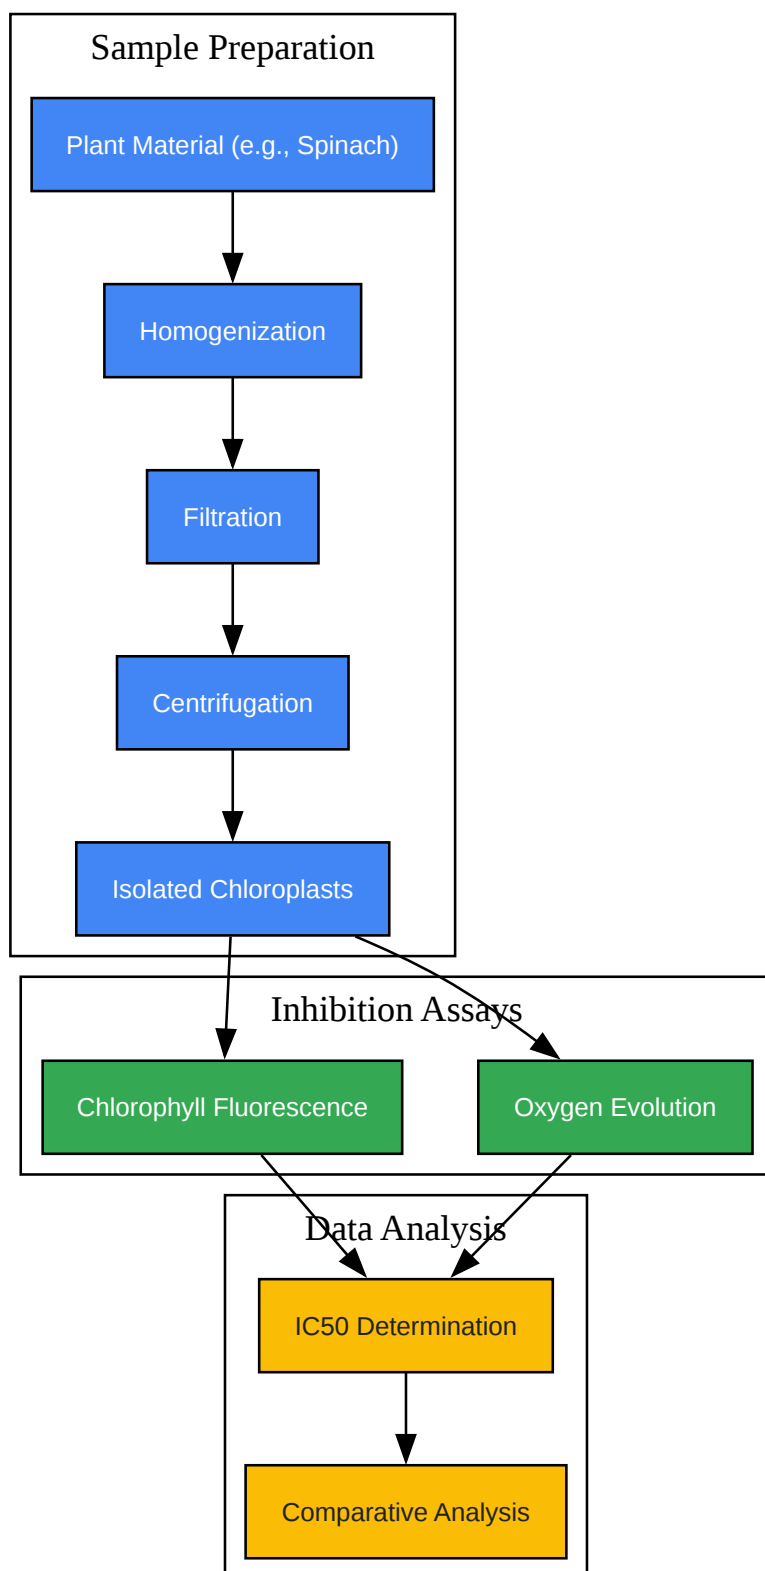 Sample Preparation
Plant Material (e.g., Spinach)
Homogenization
Filtration
Centrifugation
Isolated Chloroplasts
Inhibition Assays
Chlorophyll Fluorescence
Oxygen Evolution
Data Analysis
IC50 Determination
Comparative Analysis